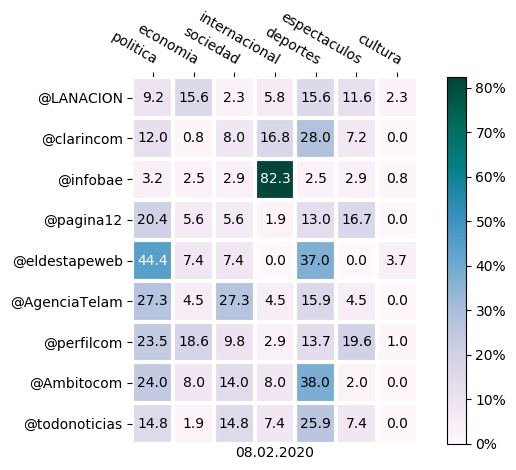 politica economia sociedad internacional deportes espectaculos cultura
@LANACION 9.2 15.6 2.3 5.8 15.6 11.6 2.3
@clarincom 12.0 0.8 8.0 16.8 28.0 7.2 0.0
@infobae 3.2 2.5 2.9 82.3 2.5 2.9 0.8
@pagina12 20.4 5.6 5.6 1.9 13.0 16.7 0.0
@eldestapeweb 44.4 7.4 7.4 0.0 37.0 0.0 3.7
@AgenciaTelam 27.3 4.5 27.3 4.5 15.9 4.5 0.0
@perfilcom 23.5 18.6 9.8 2.9 13.7 19.6 1.0
@Ambitocom 24.0 8.0 14.0 8.0 38.0 2.0 0.0
@todonoticias 14.8 1.9 14.8 7.4 25.9 7.4 0.0
08.02.2020
80%
70%
60%
50%
40%
30%
20%
10%
0%